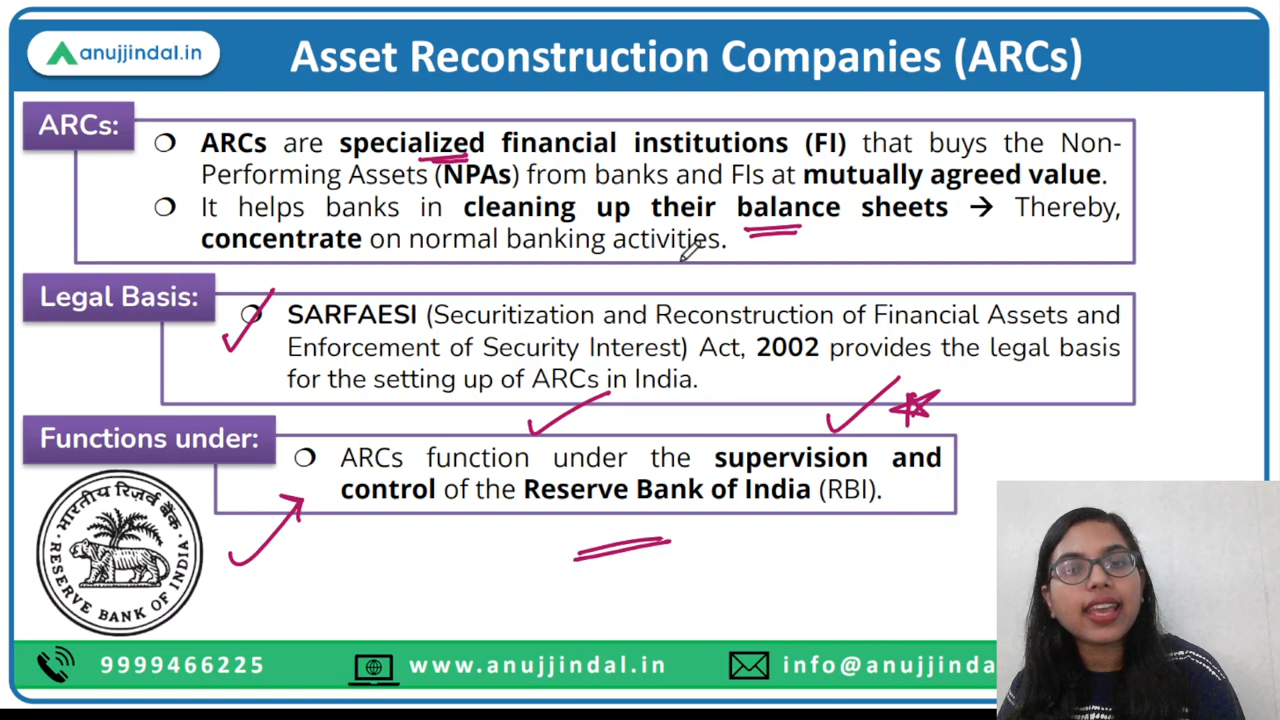 anujjindal.in
Asset Reconstruction Companies (ARCs)
ARCs:
❍ ARCs are specialized financial institutions (FI) that buys the Non-
Performing Assets (NPAs) from banks and FIs at mutually agreed value.
❍ It helps banks in cleaning up their balance sheets → Thereby,
concentrate on normal banking activities.
Legal Basis:
❍ SARFAESI (Securitization and Reconstruction of Financial Assets and
Enforcement of Security Interest) Act, 2002 provides the legal basis
for the setting up of ARCs in India.
Functions under:
❍ ARCs function under the supervision and
control of the Reserve Bank of India (RBI).
भारतीय रिज़र्व बैंक
RESERVE BANK OF INDIA
9999466225
www.anujjindal.in
info@anujjinda